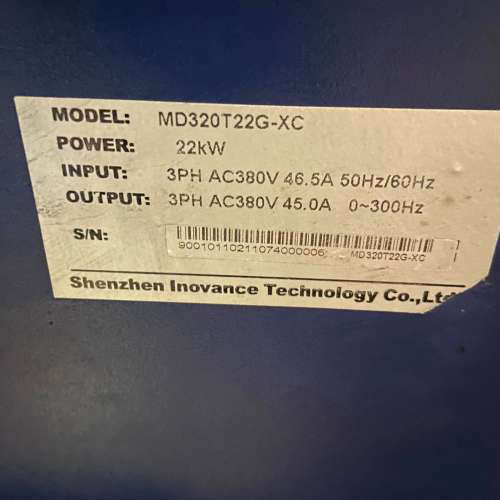 MODEL: MD320T22G-XC
POWER: 22kW
INPUT: 3PH AC380V 46.5A 50Hz/60Hz
OUTPUT: 3PH AC380V 45.0A 0~300Hz
S/N:
90010110211074000006 MD320T22G-XC
Shenzhen Inovance Technology Co.,Ltd